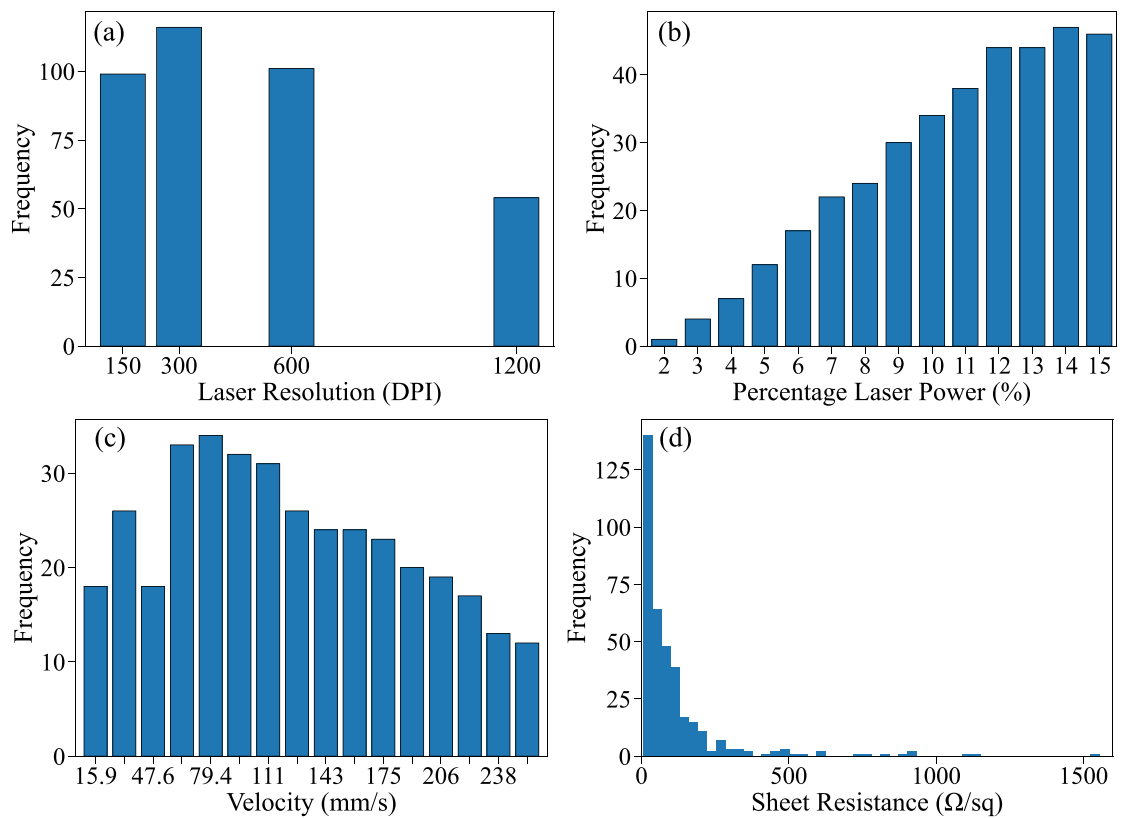 (a)
Frequency
100
75
50
25
0
150 300 600 1200
Laser Resolution (DPI)
(b)
Frequency
40
30
20
10
0
2 3 4 5 6 7 8 9 10 11 12 13 14 15
Percentage Laser Power (%)
(c)
Frequency
30
20
10
0
15.9 47.6 79.4 111 143 175 206 238
Velocity (mm/s)
(d)
Frequency
125
100
75
50
25
0
0 500 1000 1500
Sheet Resistance (Ω/sq)